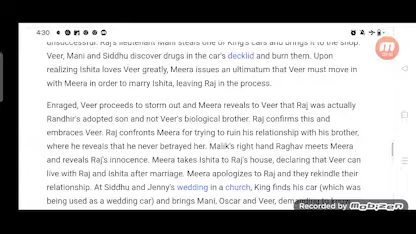 4:30
unsuccessful. Raj's lieutenant Mani steals one of King's cars and brings it to the shop.
Veer, Mani and Siddhu discover drugs in the car's decklid and burn them. Upon
realizing Ishita loves Veer greatly, Meera issues an ultimatum that Veer must move in
with Meera in order to marry Ishita, leaving Raj in the process.
Enraged, Veer proceeds to storm out and Meera reveals to Veer that Raj was actually
Randhir's adopted son and not Veer's biological brother. Raj confirms this and
embraces Veer. Raj confronts Meera for trying to ruin his relationship with his brother,
where he reveals that he never betrayed her. Malik's right hand Raghav meets Meera
and reveals Raj's innocence. Meera takes Ishita to Raj's house, declaring that Veer can
live with Raj and Ishita after marriage. Meera apologizes to Raj and they rekindle their
relationship. At Siddhu and Jenny's wedding in a church, King finds his car (which was
being used as a wedding car) and brings Mani, Oscar and Veer, demanding to know
Recorded by
MOBIZEN